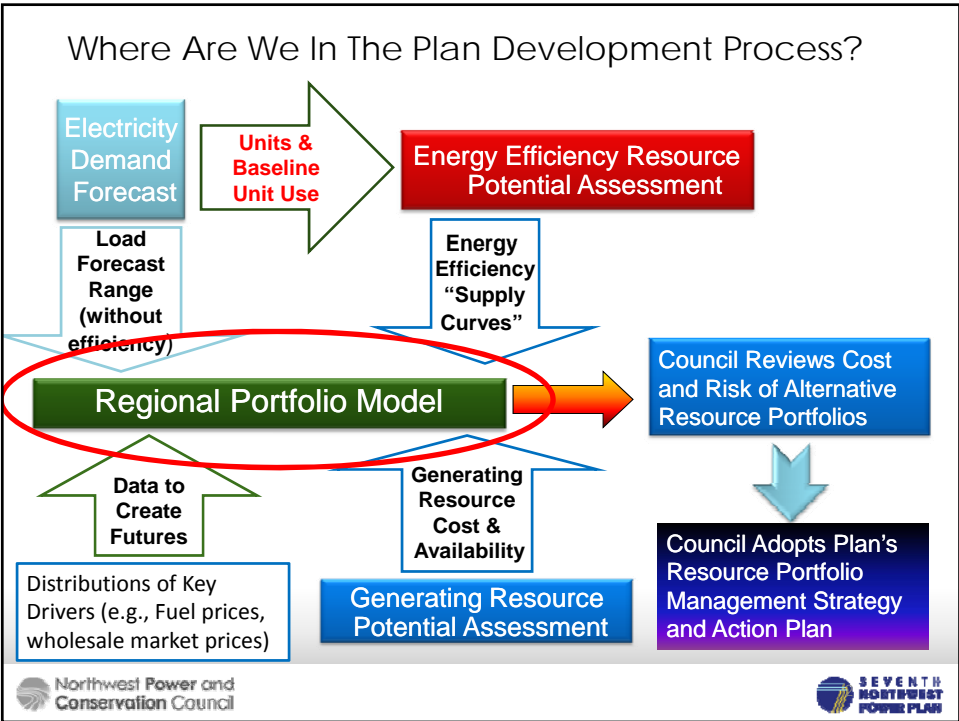 Where Are We In The Plan Development Process?
Electricity
Demand
Forecast
Units &
Baseline
Unit Use
Energy Efficiency Resource
Potential Assessment
Load
Forecast
Range
(without
efficiency)
Energy
Efficiency
“Supply
Curves”
Regional Portfolio Model
Council Reviews Cost
and Risk of Alternative
Resource Portfolios
Data to
Create
Futures
Generating
Resource
Cost &
Availability
Distributions of Key
Drivers (e.g., Fuel prices,
wholesale market prices)
Generating Resource
Potential Assessment
Council Adopts Plan’s
Resource Portfolio
Management Strategy
and Action Plan
Northwest Power and
Conservation Council
SEVENTH
NORTHWEST
POWER PLAN